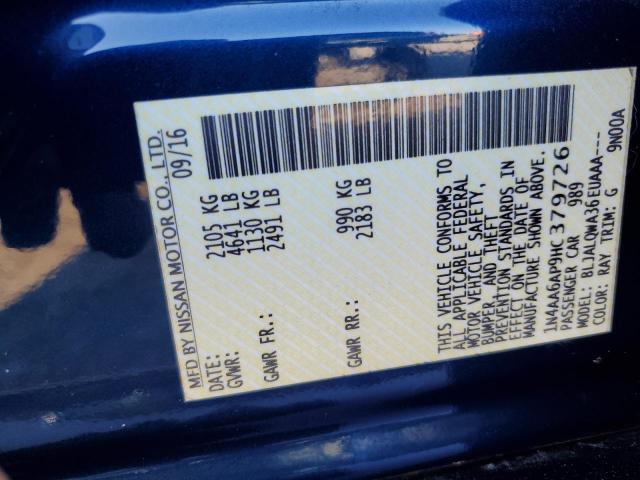 MFD BY NISSAN MOTOR CO., LTD.
DATE: 09/16
GVWR: 2105 KG
4641 LB
GAWR FR.: 1130 KG
2491 LB
GAWR RR.: 990 KG
2183 LB
THIS VEHICLE CONFORMS TO
ALL APPLICABLE FEDERAL
MOTOR VEHICLE SAFETY,
BUMPER, AND THEFT
PREVENTION STANDARDS IN
EFFECT ON THE DATE OF
MANUFACTURE SHOWN ABOVE.
1N4AA6AP9HC379726
PASSENGER CAR 989
MODEL: BLJALQWA36EUAAA---
COLOR: RAY TRIM: G 9N00A